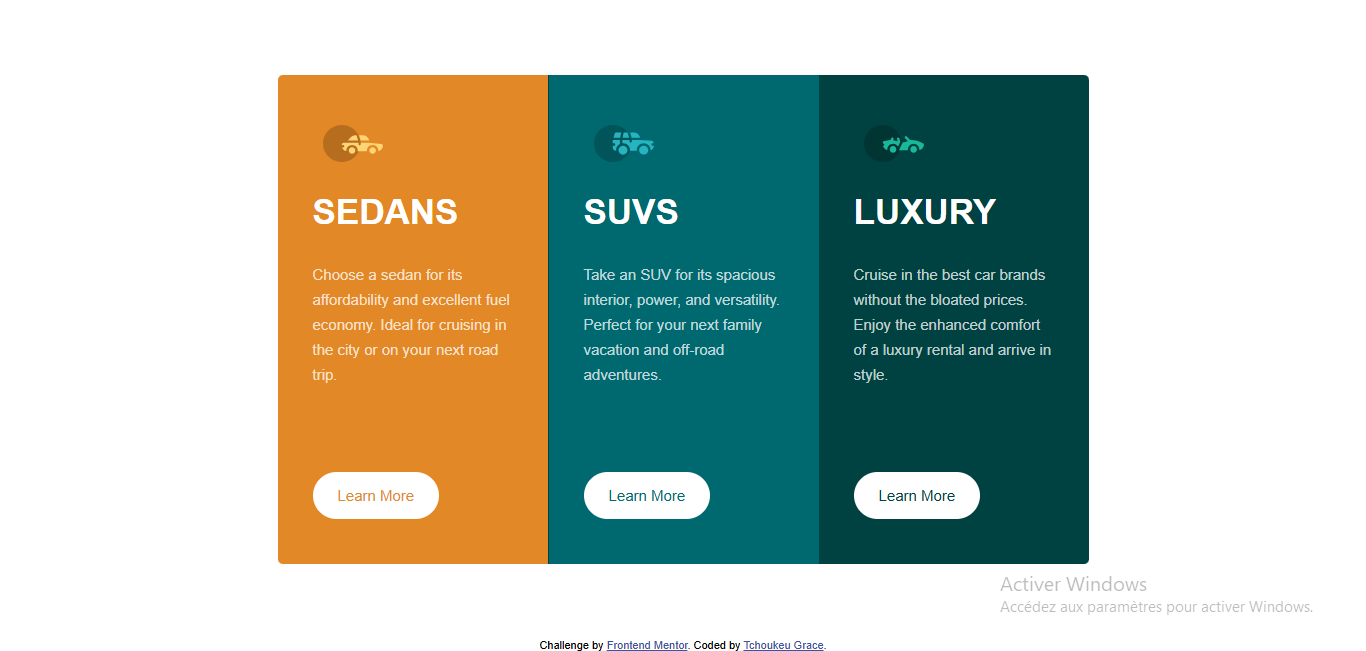 SEDANS
Choose a sedan for its
affordability and excellent fuel
economy. Ideal for cruising in
the city or on your next road
trip.
Learn More
SUVS
Take an SUV for its spacious
interior, power, and versatility.
Perfect for your next family
vacation and off-road
adventures.
Learn More
LUXURY
Cruise in the best car brands
without the bloated prices.
Enjoy the enhanced comfort
of a luxury rental and arrive in
style.
Learn More
Activer Windows
Accédez aux paramètres pour activer Windows.
Challenge by Frontend Mentor. Coded by Tchoukeu Grace.